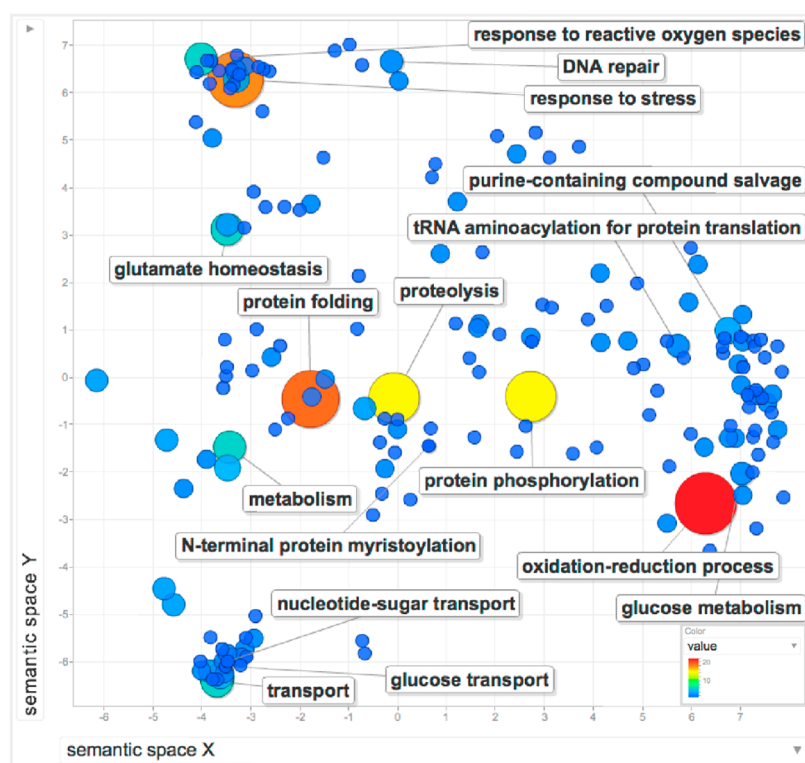 response to reactive oxygen species
DNA repair
response to stress
purine-containing compound salvage
tRNA aminoacylation for protein translation
glutamate homeostasis
protein folding
proteolysis
metabolism
protein phosphorylation
N-terminal protein myristoylation
oxidation-reduction process
glucose metabolism
nucleotide-sugar transport
glucose transport
transport
Color
value
20
10
semantic space Y
7
6
5
4
3
2
1
0
-1
-2
-3
-4
-5
-6
-6 -5 -4 -3 -2 -1 0 1 2 3 4 5 6 7
semantic space X